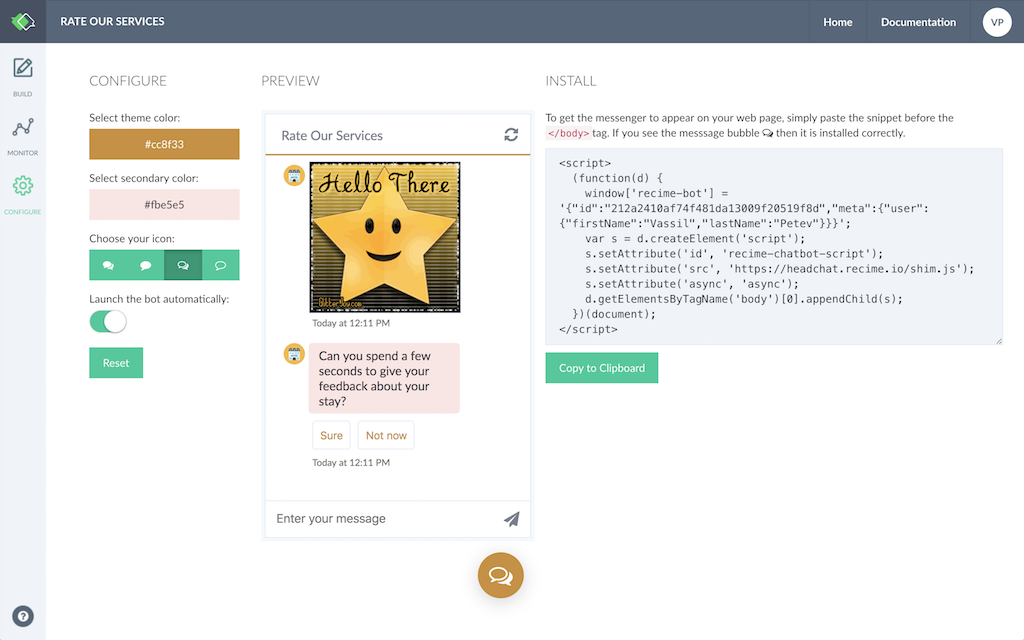 RATE OUR SERVICES
Home
Documentation
VP
BUILD
MONITOR
CONFIGURE
CONFIGURE
Select theme color:
#cc8f33
Select secondary color:
#fbe5e5
Choose your icon:
Launch the bot automatically:
Reset
PREVIEW
Rate Our Services
Hello There
GlitterJoy.com
Today at 12:11 PM
Can you spend a few
seconds to give your
feedback about your
stay?
Sure
Not now
Today at 12:11 PM
Enter your message
INSTALL
To get the messenger to appear on your web page, simply paste the snippet before the
</body> tag. If you see the messsage bubble then it is installed correctly.
<script>
(function(d) {
window['recime-bot'] =
'{"id":"212a2410af74f481da13009f20519f8d","meta":{"user":
{"firstName":"Vassil","lastName":"Petev"}}}';
var s = d.createElement('script');
s.setAttribute('id', 'recime-chatbot-script');
s.setAttribute('src', 'https://headchat.recime.io/shim.js');
s.setAttribute('async', 'async');
d.getElementsByTagName('body')[0].appendChild(s);
})(document);
</script>
Copy to Clipboard
?